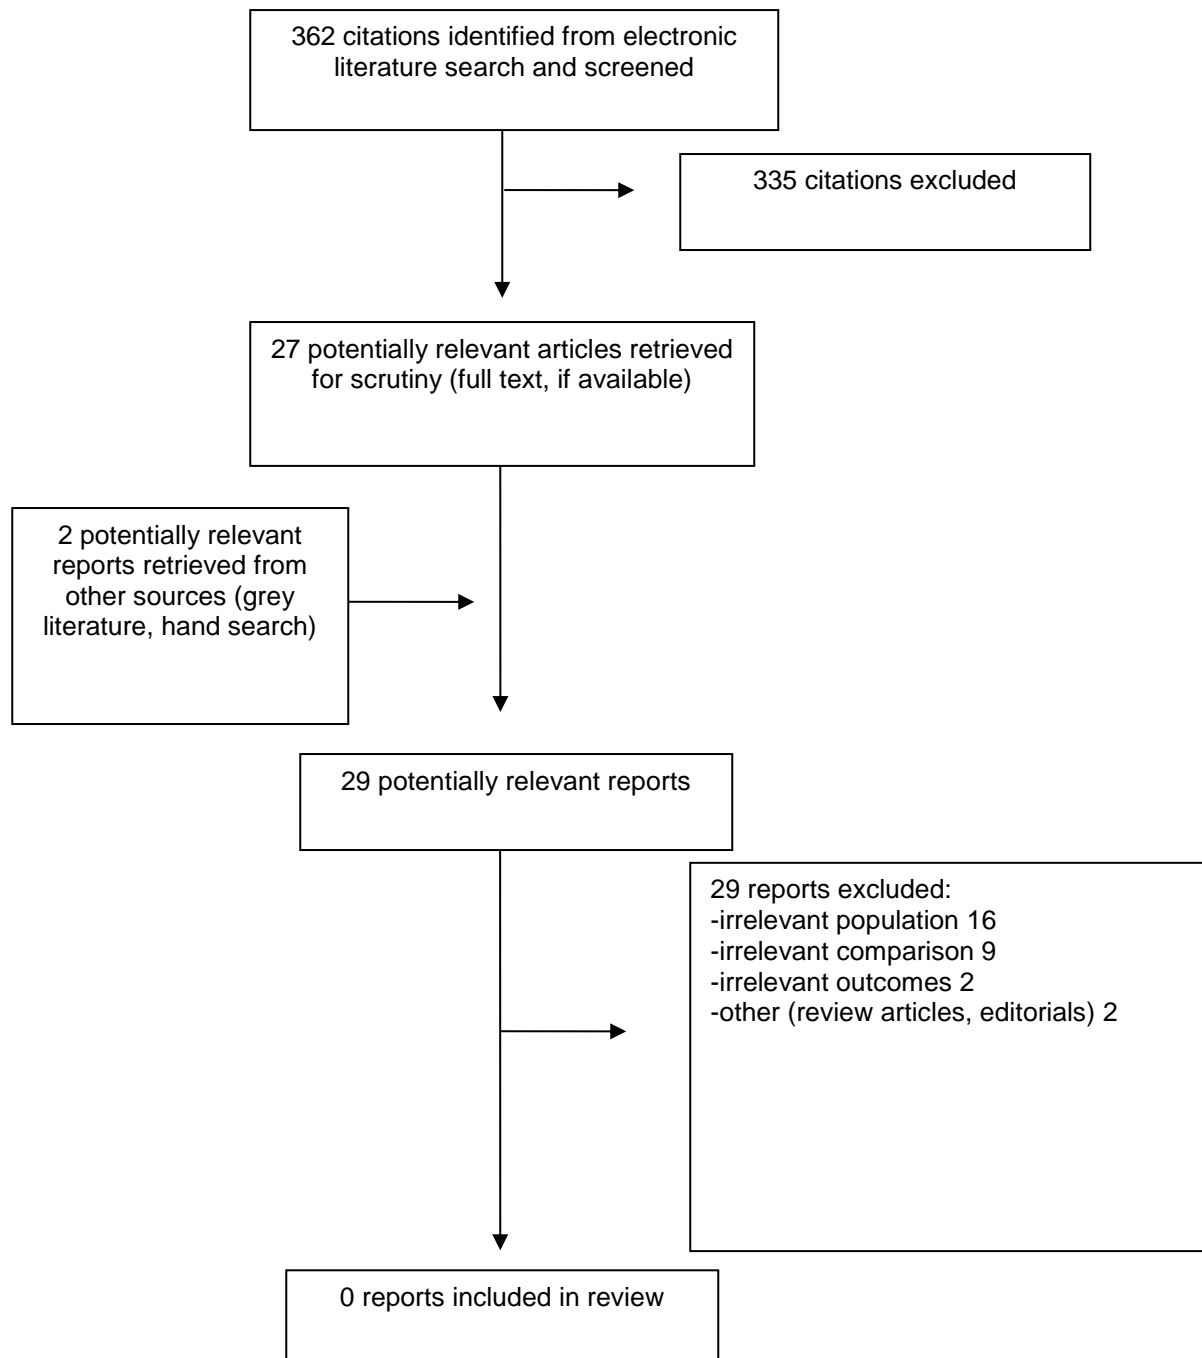 362 citations identified from electronic
literature search and screened
335 citations excluded
27 potentially relevant articles retrieved
for scrutiny (full text, if available)
2 potentially relevant
reports retrieved from
other sources (grey
literature, hand search)
29 potentially relevant reports
29 reports excluded:
-irrelevant population 16
-irrelevant comparison 9
-irrelevant outcomes 2
-other (review articles, editorials) 2
0 reports included in review